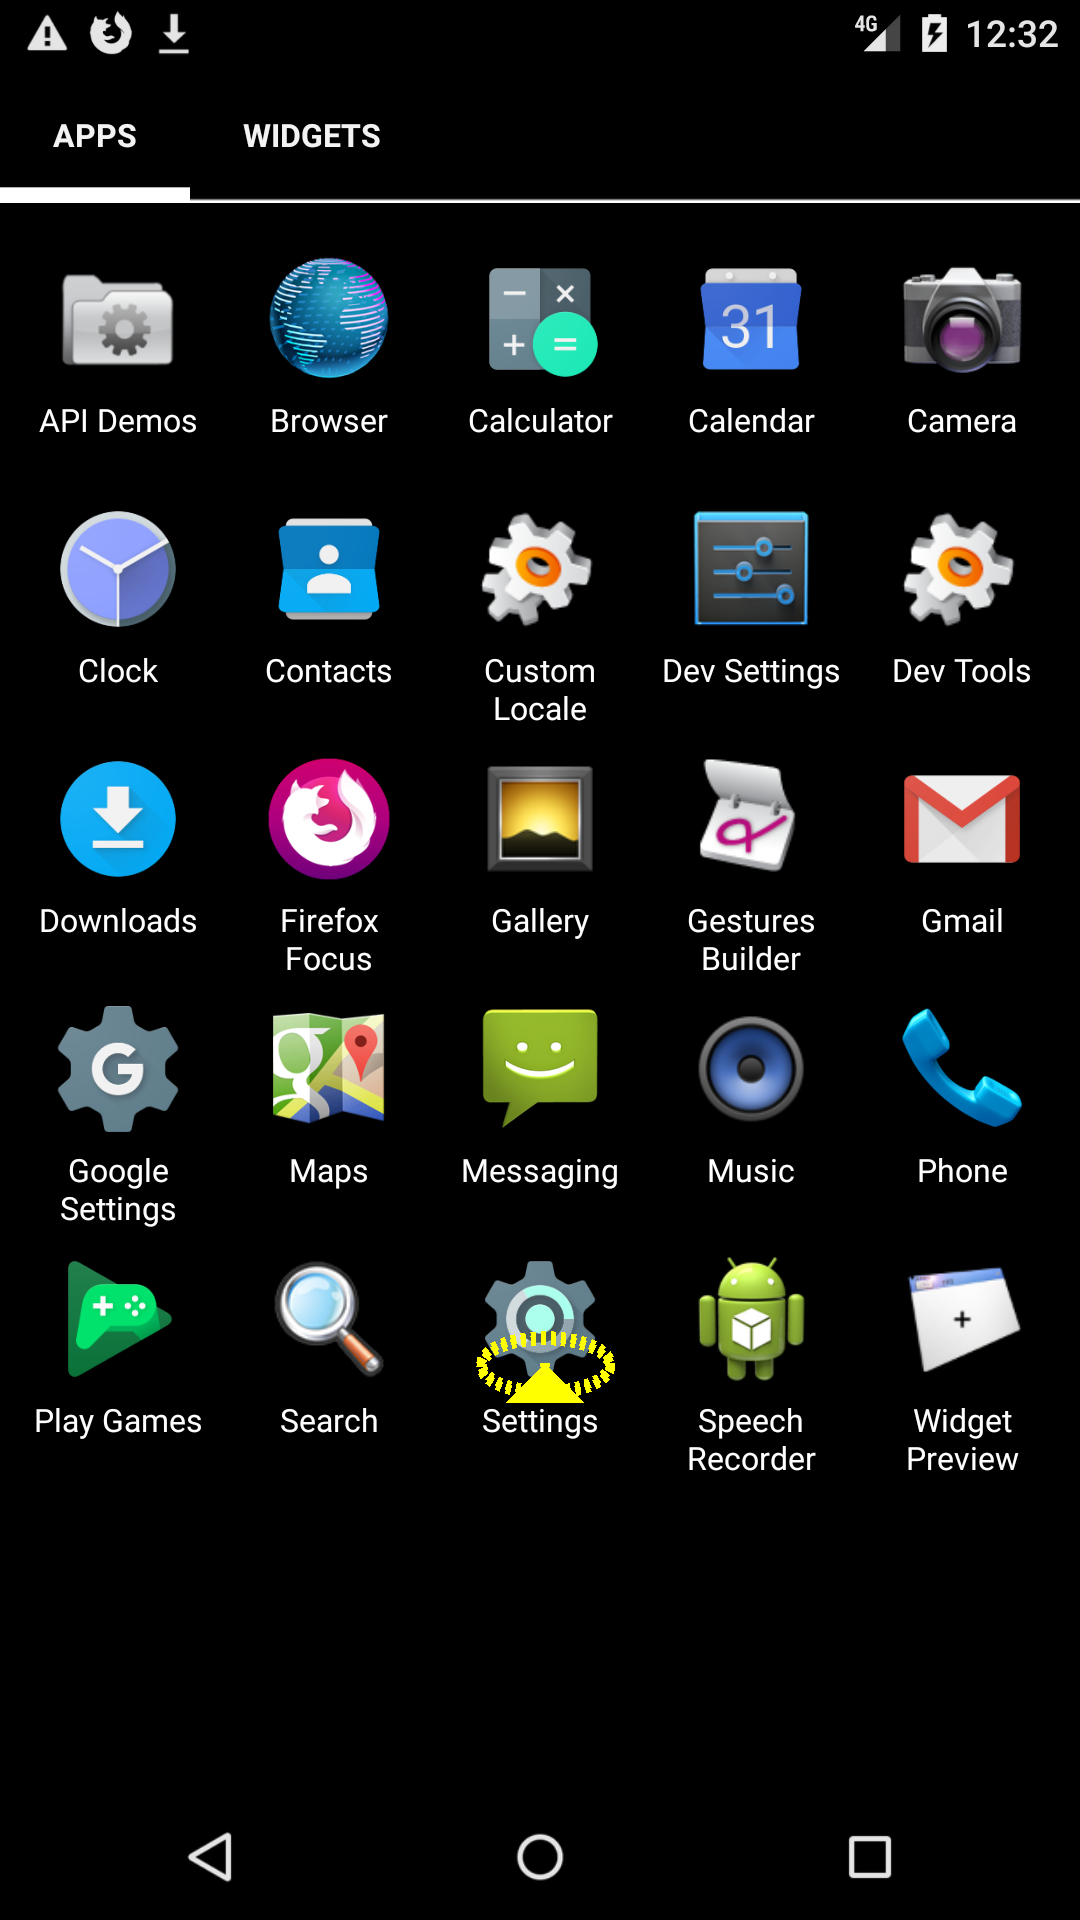 4G 12:32
APPS WIDGETS
31
API Demos Browser Calculator Calendar Camera
Clock Contacts Custom Dev Settings Dev Tools
Locale
Downloads Firefox Gallery Gestures Gmail
Focus Builder
G g
Google Maps Messaging Music Phone
Settings
Play Games Search Settings Speech Widget
Recorder Preview